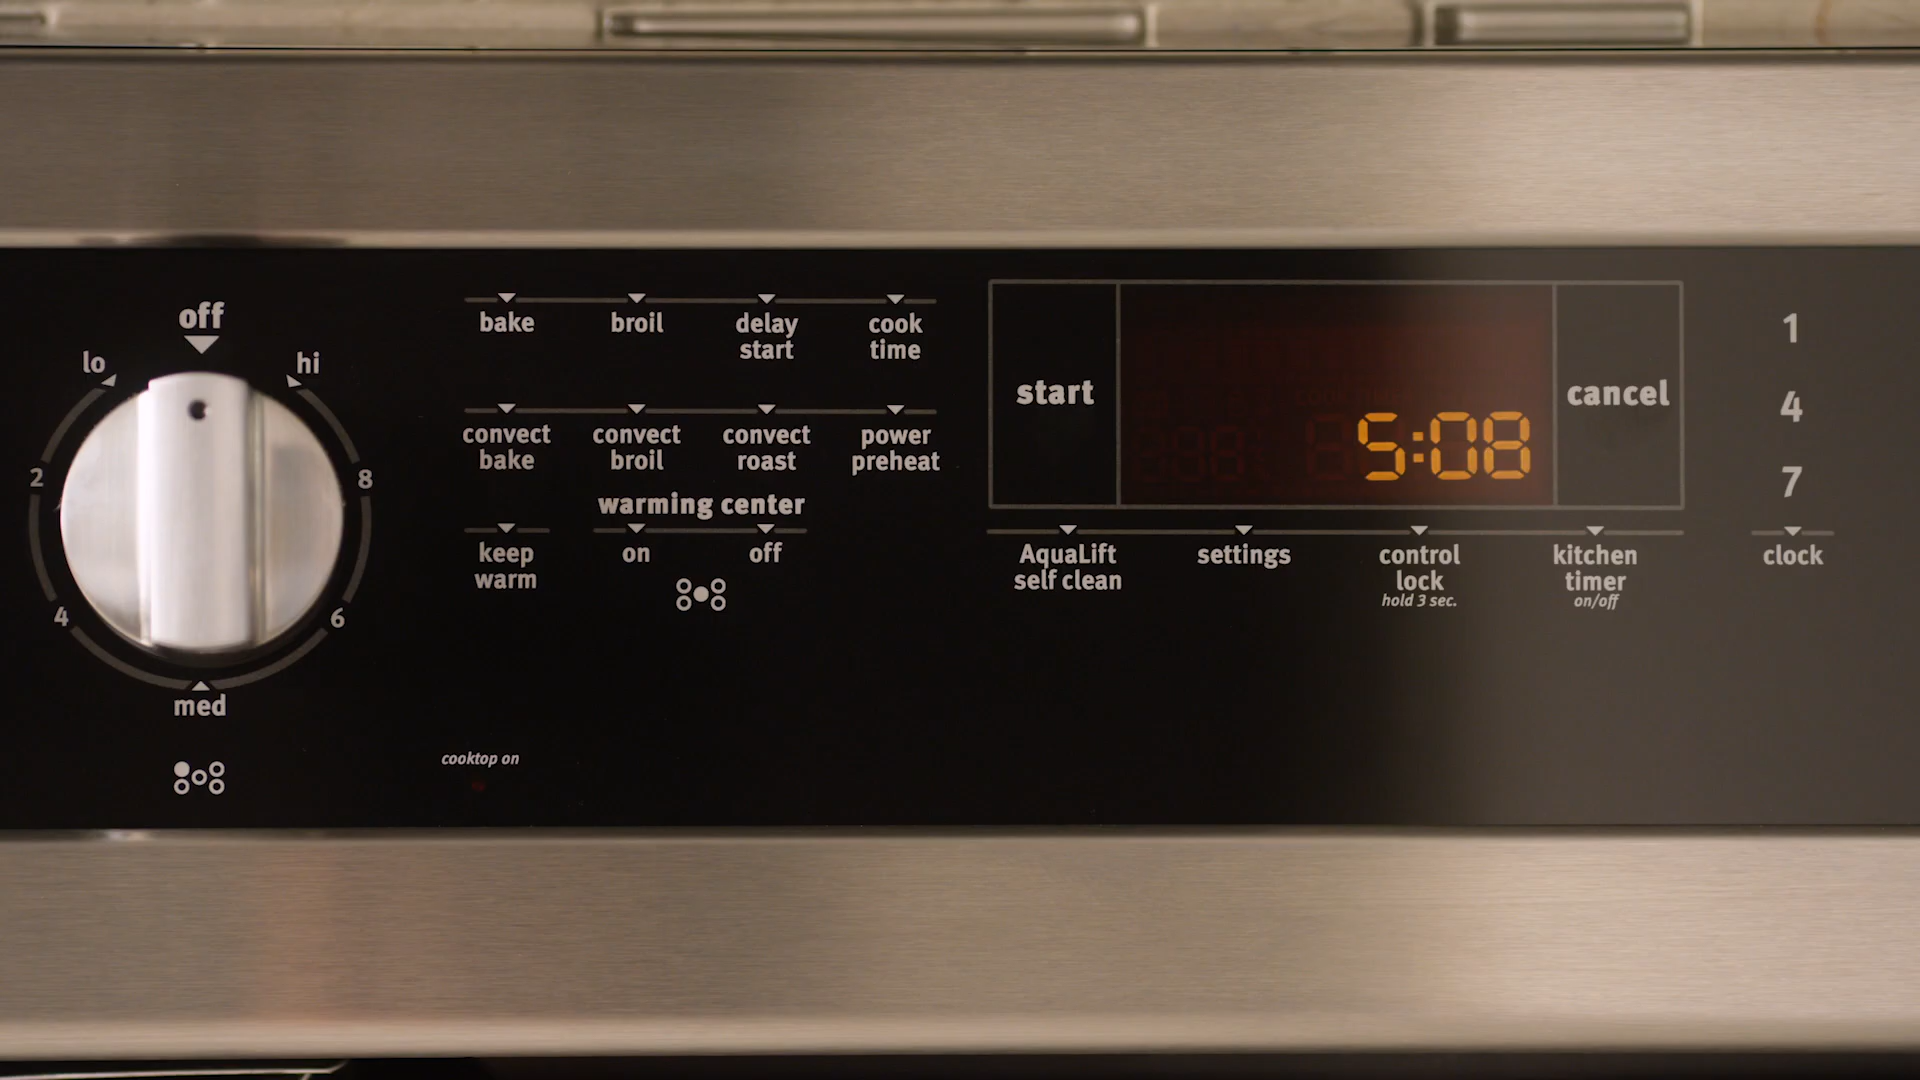 off
lo
hi
2
8
4
6
med
cooktop on
bake
broil
delay
start
cook
time
convect
bake
convect
broil
convect
roast
power
preheat
warming center
keep
warm
on
off
start
5:08
cancel
AquaLift
self clean
settings
control
lock
hold 3 sec.
kitchen
timer
on/off
1
4
7
clock